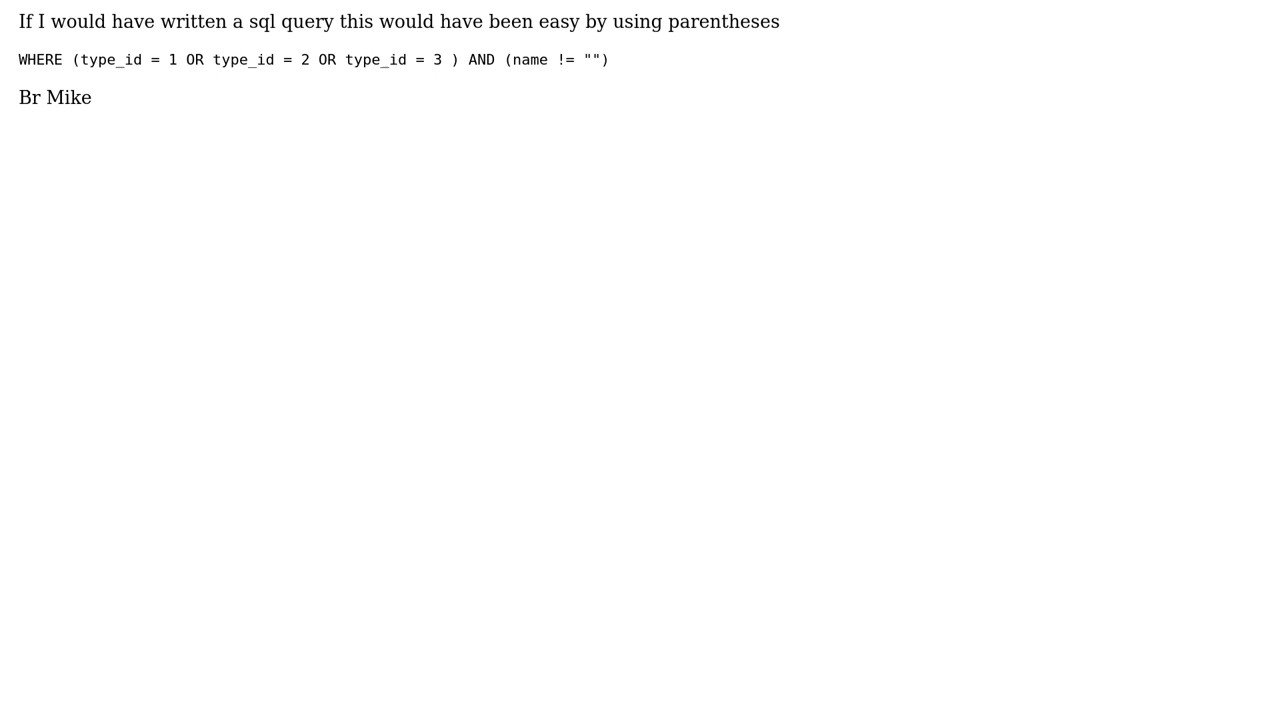 If I would have written a sql query this would have been easy by using parentheses
WHERE (type_id = 1 OR type_id = 2 OR type_id = 3 ) AND (name != "")
Br Mike